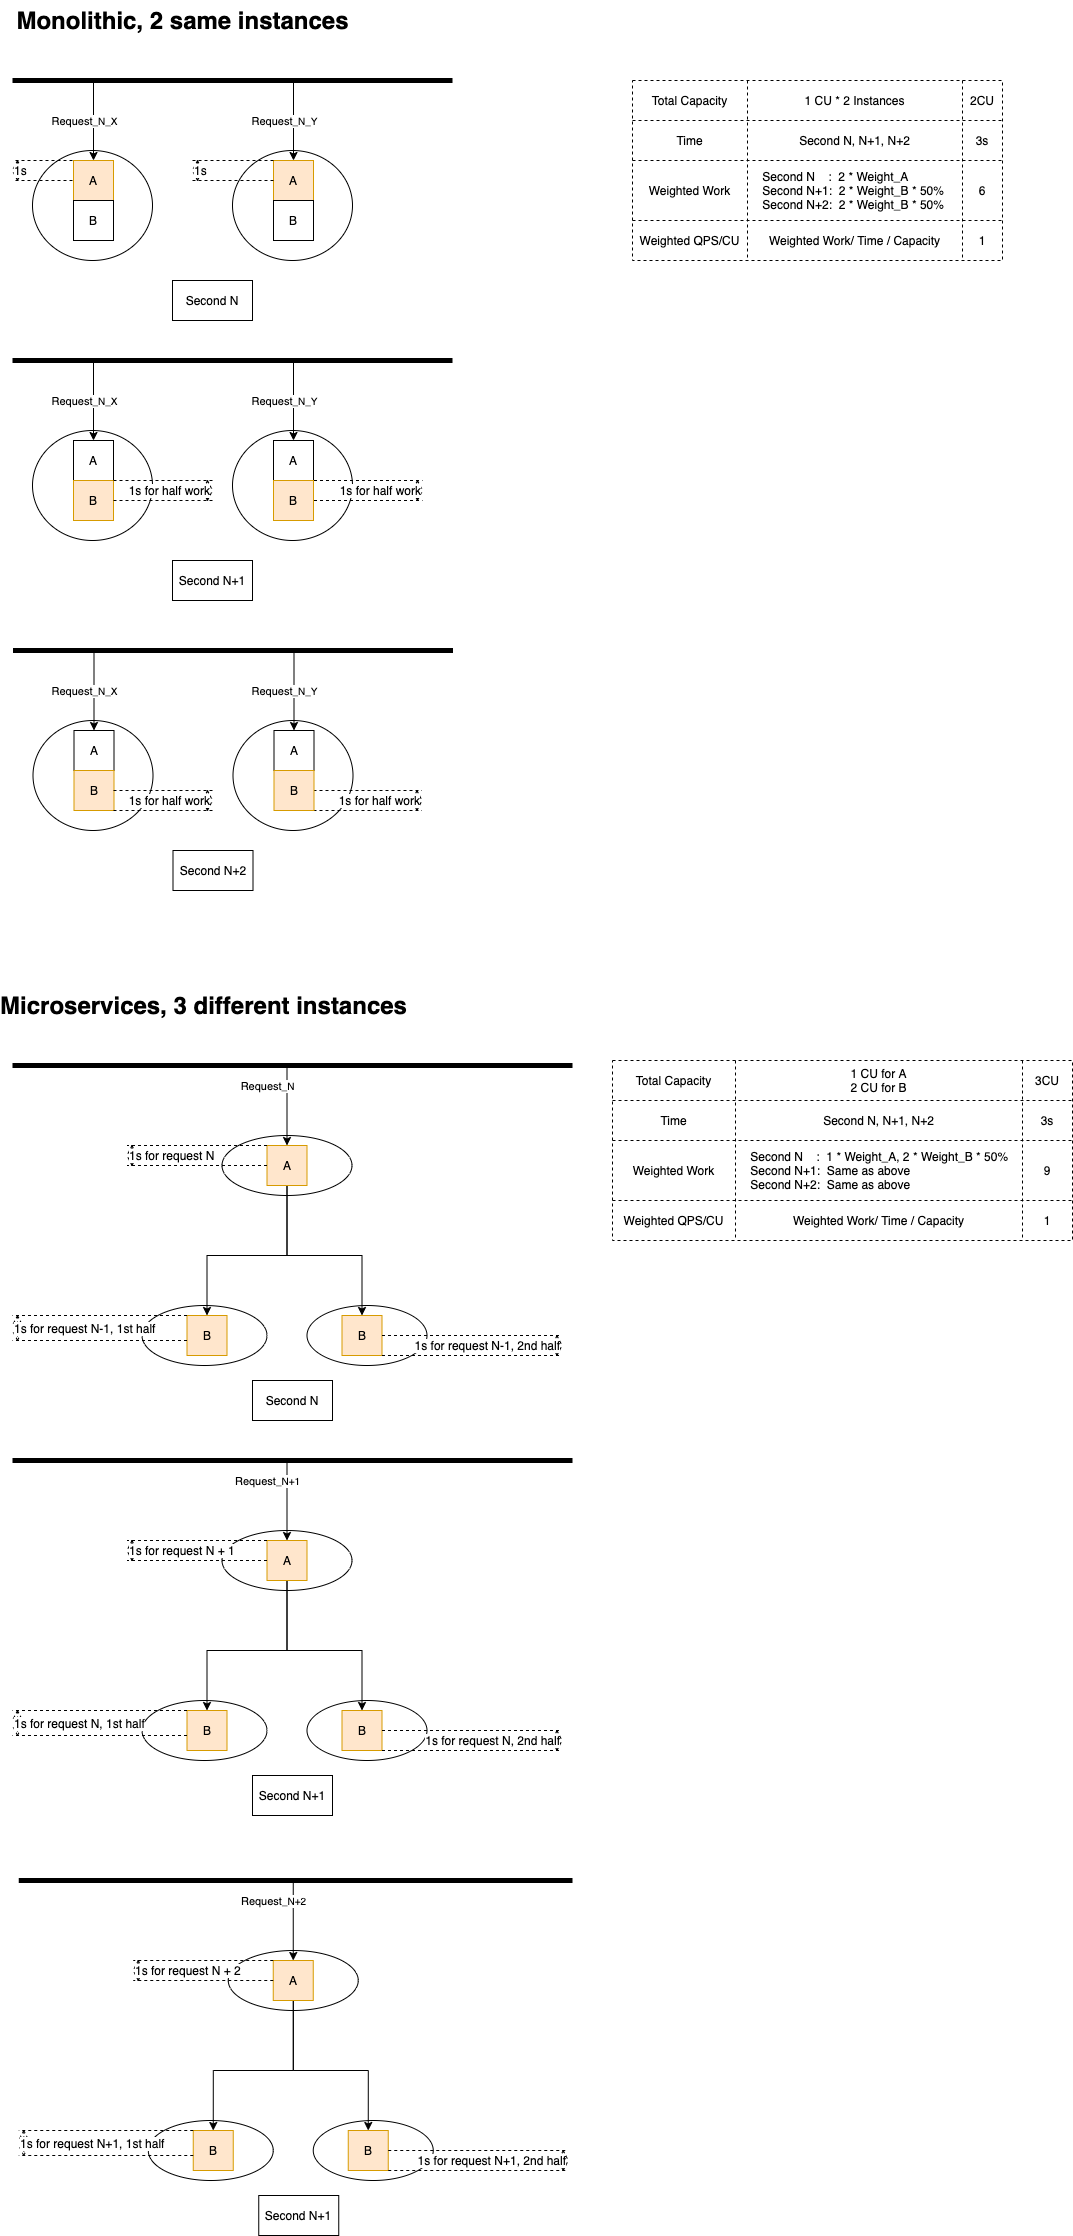 Monolithic, 2 same instances
Request_N_X
Request_N_Y
1s
A
B
1s
A
B
Second N
Total Capacity
1 CU * 2 Instances
2CU
Time
Second N, N+1, N+2
3s
Weighted Work
Second N : 2 * Weight_A
Second N+1: 2 * Weight_B * 50%
Second N+2: 2 * Weight_B * 50%
6
Weighted QPS/CU
Weighted Work/ Time / Capacity
1
Request_N_X
Request_N_Y
A
B
1s for half work
A
B
1s for half work
Second N+1
Request_N_X
Request_N_Y
A
B
1s for half work
A
B
1s for half work
Second N+2
Microservices, 3 different instances
Request_N
1s for request N
A
1s for request N-1, 1st half
B
B
1s for request N-1, 2nd half
Second N
Total Capacity
1 CU for A
2 CU for B
3CU
Time
Second N, N+1, N+2
3s
Weighted Work
Second N : 1 * Weight_A, 2 * Weight_B * 50%
Second N+1: Same as above
Second N+2: Same as above
9
Weighted QPS/CU
Weighted Work/ Time / Capacity
1
Request_N+1
1s for request N + 1
A
1s for request N, 1st half
B
B
1s for request N, 2nd half
Second N+1
Request_N+2
1s for request N + 2
A
1s for request N+1, 1st half
B
B
1s for request N+1, 2nd half
Second N+1